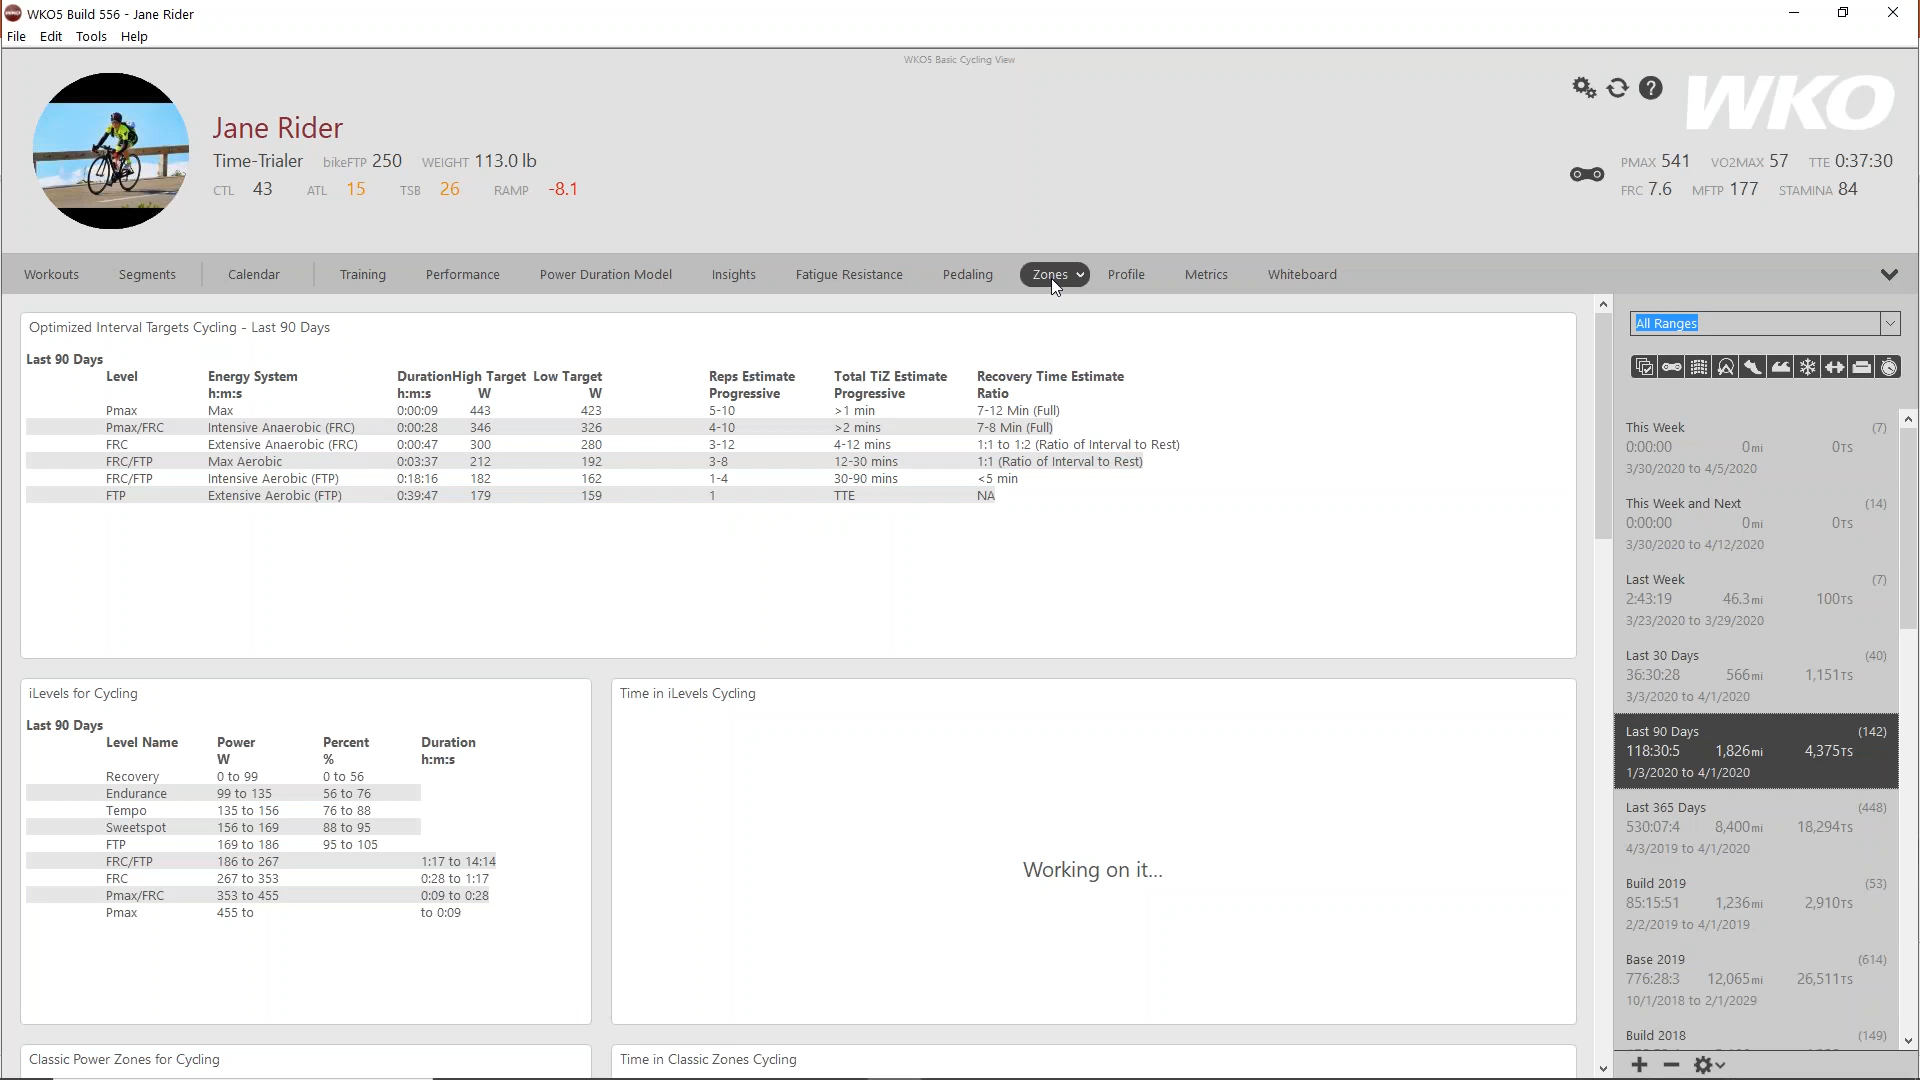 WKO5 Build 556 - Jane Rider
File Edit Tools Help
WKO5 Basic Cycling View
Jane Rider
Time-Trialer bikeFTP 250 WEIGHT 113.0 lb
CTL 43 ATL 15 TSB 26 RAMP -8.1
WKO
PMAX 541 VO2MAX 57 TTE 0:37:30
FRC 7.6 MFTP 177 STAMINA 84
Workouts Segments Calendar Training Performance Power Duration Model Insights Fatigue Resistance Pedaling Zones Profile Metrics Whiteboard
Optimized Interval Targets Cycling - Last 90 Days
Last 90 Days
Level Energy System Duration High Target Low Target Reps Estimate Total TiZ Estimate Recovery Time Estimate
h:m:s h:m:s W W Progressive Progressive Ratio
Pmax Max 0:00:09 443 423 5-10 >1 min 7-12 Min (Full)
Pmax/FRC Intensive Anaerobic (FRC) 0:00:28 346 326 4-10 >2 mins 7-8 Min (Full)
FRC Extensive Anaerobic (FRC) 0:00:47 300 280 3-12 4-12 mins 1:1 to 1:2 (Ratio of Interval to Rest)
FRC/FTP Max Aerobic 0:03:37 212 192 3-8 12-30 mins 1:1 (Ratio of Interval to Rest)
FRC/FTP Intensive Aerobic (FTP) 0:18:16 182 162 1-4 30-90 mins <5 min
FTP Extensive Aerobic (FTP) 0:39:47 179 159 1 TTE NA
iLevels for Cycling
Last 90 Days
Level Name Power Percent Duration
W % h:m:s
Recovery 0 to 99 0 to 56
Endurance 99 to 135 56 to 76
Tempo 135 to 156 76 to 88
Sweetspot 156 to 169 88 to 95
FTP 169 to 186 95 to 105
FRC/FTP 186 to 267 1:17 to 14:14
FRC 267 to 353 0:28 to 1:17
Pmax/FRC 353 to 455 0:09 to 0:28
Pmax 455 to to 0:09
Time in iLevels Cycling
Working on it...
Classic Power Zones for Cycling
Time in Classic Zones Cycling
All Ranges
This Week (7)
0:00:00 0mi 0TS
3/30/2020 to 4/5/2020
This Week and Next (14)
0:00:00 0mi 0TS
3/30/2020 to 4/12/2020
Last Week (7)
2:43:19 46.3mi 100TS
3/23/2020 to 3/29/2020
Last 30 Days (40)
36:30:28 566mi 1,151TS
3/3/2020 to 4/1/2020
Last 90 Days (142)
118:30:5 1,826mi 4,375TS
1/3/2020 to 4/1/2020
Last 365 Days (448)
530:07:4 8,400mi 18,294TS
4/3/2019 to 4/1/2020
Build 2019 (53)
85:15:51 1,236mi 2,910TS
2/2/2019 to 4/1/2019
Base 2019 (614)
776:28:3 12,065mi 26,511TS
10/1/2018 to 2/1/2029
Build 2018 (149)